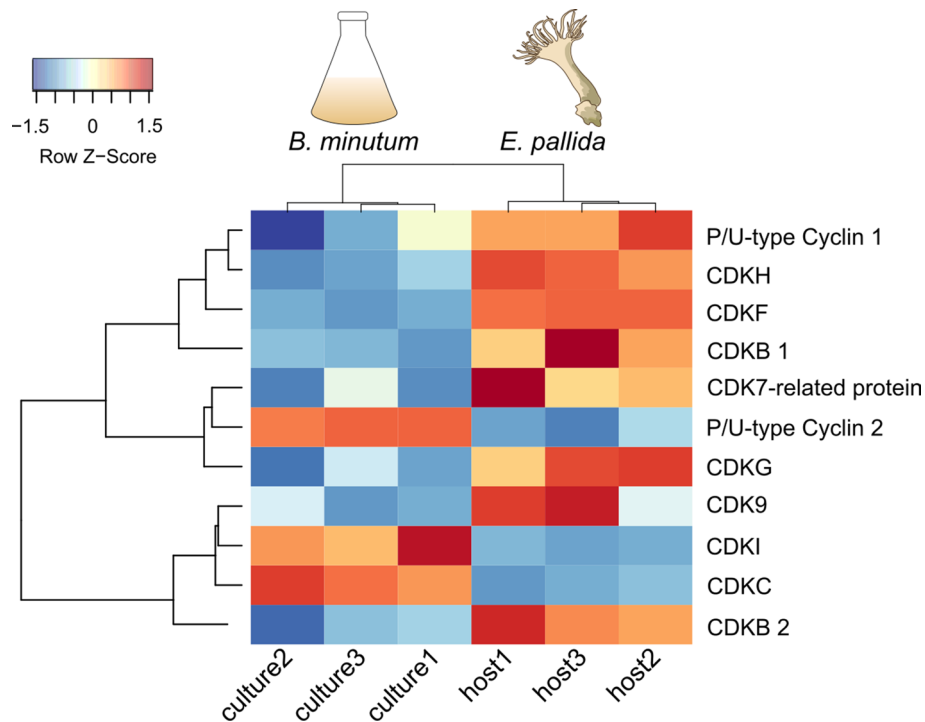 −1.5 0 1.5
Row Z−Score
B. minutum E. pallida
P/U-type Cyclin 1
CDKH
CDKF
CDKB 1
CDK7-related protein
P/U-type Cyclin 2
CDKG
CDK9
CDKI
CDKC
CDKB 2
culture2 culture3 culture1 host1 host3 host2